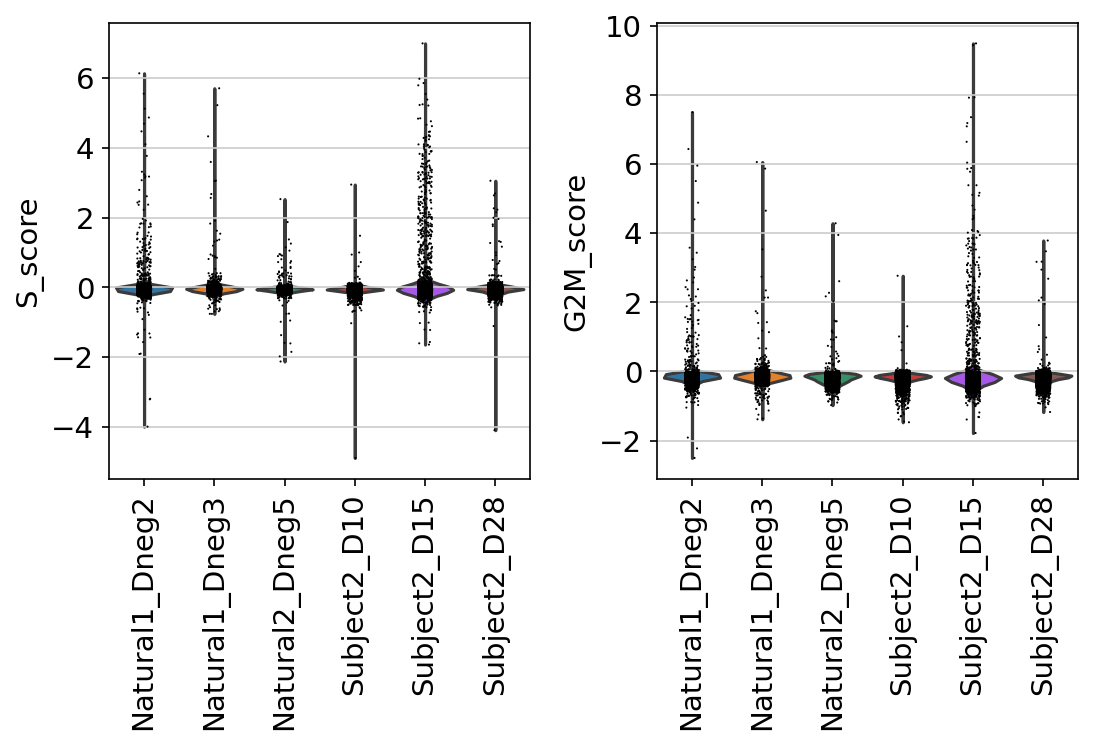 S_score
6
4
2
0
−2
−4
Natural1_Dneg2
Natural1_Dneg3
Natural2_Dneg5
Subject2_D10
Subject2_D15
Subject2_D28
G2M_score
10
8
6
4
2
0
−2
Natural1_Dneg2
Natural1_Dneg3
Natural2_Dneg5
Subject2_D10
Subject2_D15
Subject2_D28